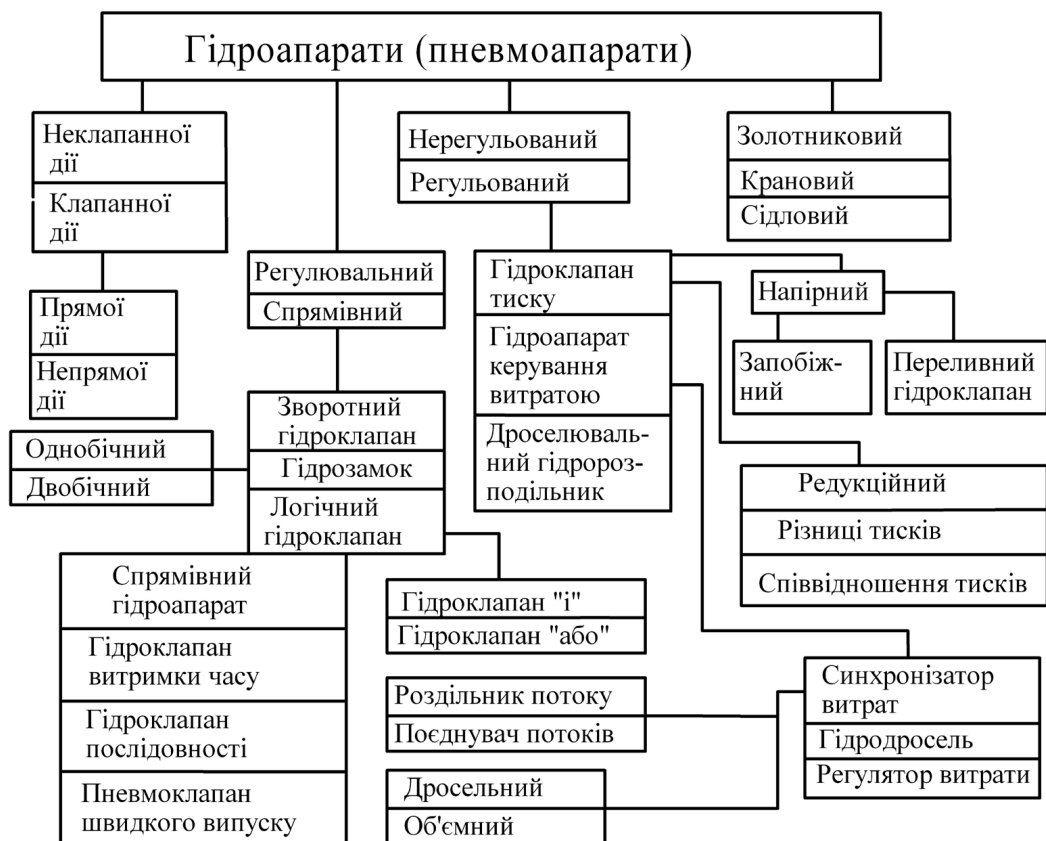 Гідроапарати (пневмоапарати)
Неклапанної
дії
Клапанної
дії
Прямої
дії
Непрямої
дії
Регулювальний
Спрямівний
Зворотний
гідроклапан
Гідрозамок
Логічний
гідроклапан
Однобічний
Двобічний
Спрямівний
гідроапарат
Гідроклапан
витримки часу
Гідроклапан
послідовності
Пневмоклапан
швидкого випуску
Гідроклапан "і"
Гідроклапан "або"
Нерегульований
Регульований
Гідроклапан
тиску
Гідроапарат
керування
витратою
Дроселюваль-
ний гідророз-
подільник
Золотниковий
Крановий
Сідловий
Напірний
Запобіж-
ний
Переливний
гідроклапан
Редукційний
Різниці тисків
Співвідношення тисків
Синхронізатор
витрат
Гідродросель
Регулятор витрати
Роздільник потоку
Поєднувач потоків
Дросельний
Об'ємний